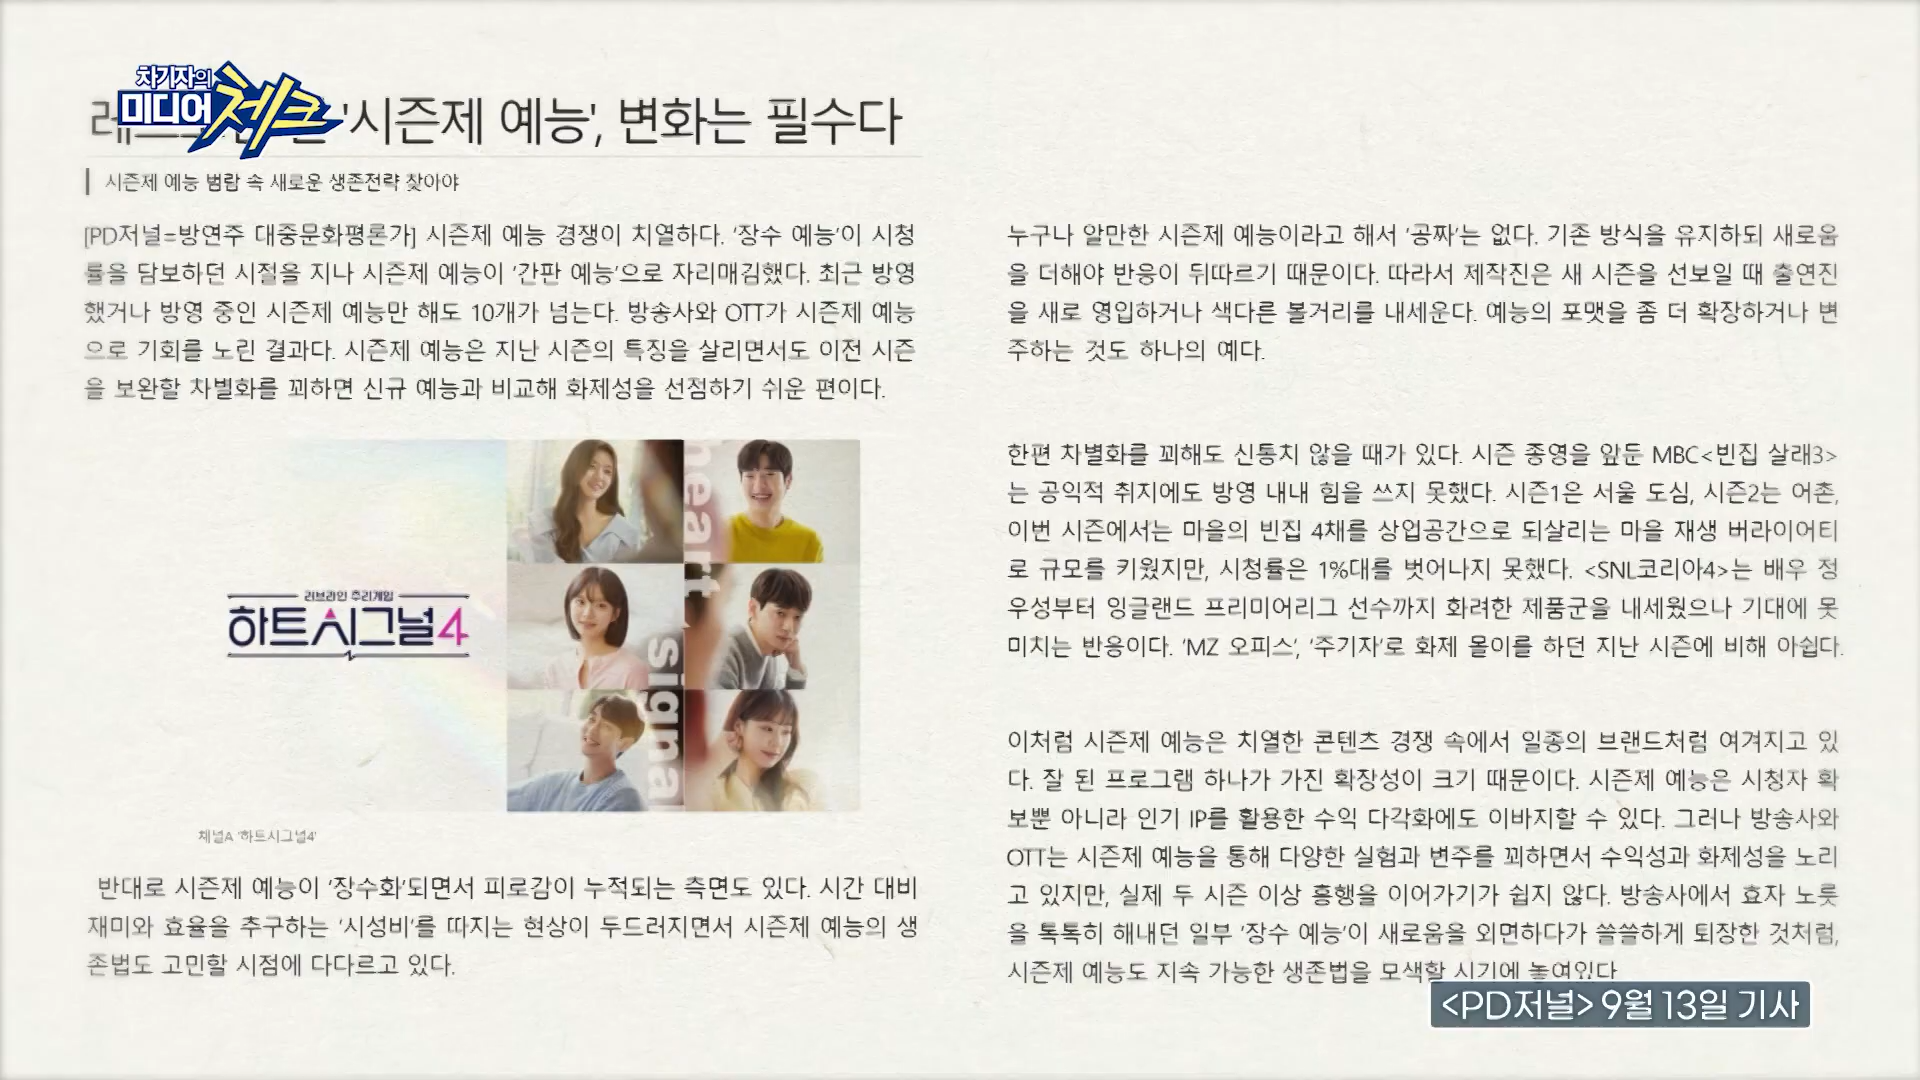 차기자의
미디어 체크
'시즌제 예능', 변화는 필수다
시즌제 예능 범람 속 새로운 생존전략 찾아야
[PD저널=방연주 대중문화평론가] 시즌제 예능 경쟁이 치열하다. '장수 예능'이 시청
률을 담보하던 시절을 지나 시즌제 예능이 '간판 예능'으로 자리매김했다. 최근 방영
했거나 방영 중인 시즌제 예능만 해도 10개가 넘는다. 방송사와 OTT가 시즌제 예능
으로 기회를 노린 결과다. 시즌제 예능은 지난 시즌의 특징을 살리면서도 이전 시즌
을 보완할 차별화를 꾀하면 신규 예능과 비교해 화제성을 선점하기 쉬운 편이다.
러브라인 추리게임
하트시그널4
heart
signal
채널A '하트시그널4'
반대로 시즌제 예능이 '장수화'되면서 피로감이 누적되는 측면도 있다. 시간 대비
재미와 효율을 추구하는 '시성비'를 따지는 현상이 두드러지면서 시즌제 예능의 생
존법도 고민할 시점에 다다르고 있다.
누구나 알만한 시즌제 예능이라고 해서 '공짜'는 없다. 기존 방식을 유지하되 새로움
을 더해야 반응이 뒤따르기 때문이다. 따라서 제작진은 새 시즌을 선보일 때 출연진
을 새로 영입하거나 색다른 볼거리를 내세운다. 예능의 포맷을 좀 더 확장하거나 변
주하는 것도 하나의 예다.
한편 차별화를 꾀해도 신통치 않을 때가 있다. 시즌 종영을 앞둔 MBC<빈집 살래3>
는 공익적 취지에도 방영 내내 힘을 쓰지 못했다. 시즌1은 서울 도심, 시즌2는 어촌,
이번 시즌에서는 마을의 빈집 4채를 상업공간으로 되살리는 마을 재생 버라이어티
로 규모를 키웠지만, 시청률은 1%대를 벗어나지 못했다. <SNL코리아4>는 배우 정
우성부터 잉글랜드 프리미어리그 선수까지 화려한 제품군을 내세웠으나 기대에 못
미치는 반응이다. 'MZ 오피스', '주기자'로 화제 몰이를 하던 지난 시즌에 비해 아쉽다.
이처럼 시즌제 예능은 치열한 콘텐츠 경쟁 속에서 일종의 브랜드처럼 여겨지고 있
다. 잘 된 프로그램 하나가 가진 확장성이 크기 때문이다. 시즌제 예능은 시청자 확
보뿐 아니라 인기 IP를 활용한 수익 다각화에도 이바지할 수 있다. 그러나 방송사와
OTT는 시즌제 예능을 통해 다양한 실험과 변주를 꾀하면서 수익성과 화제성을 노리
고 있지만, 실제 두 시즌 이상 흥행을 이어가기가 쉽지 않다. 방송사에서 효자 노릇
을 톡톡히 해내던 일부 '장수 예능'이 새로움을 외면하다가 쓸쓸하게 퇴장한 것처럼,
시즌제 예능도 지속 가능한 생존법을 모색할 시기에 놓여있다
<PD저널> 9월 13일 기사